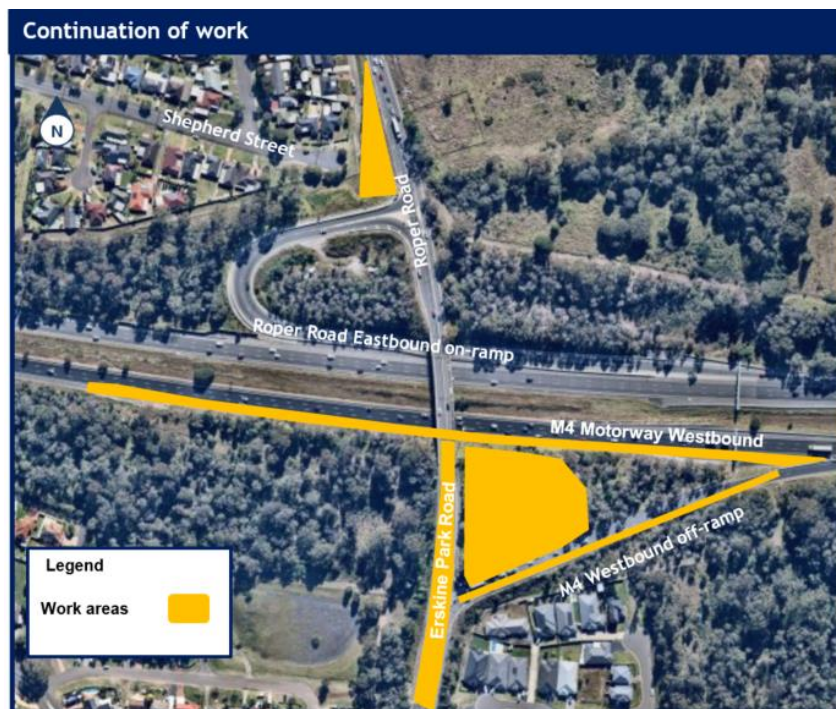 Continuation of work
N
Shepherd Street
Roper Road
Roper Road Eastbound on-ramp
M4 Motorway Westbound
Erskine Park Road
M4 Westbound off-ramp
Legend
Work areas